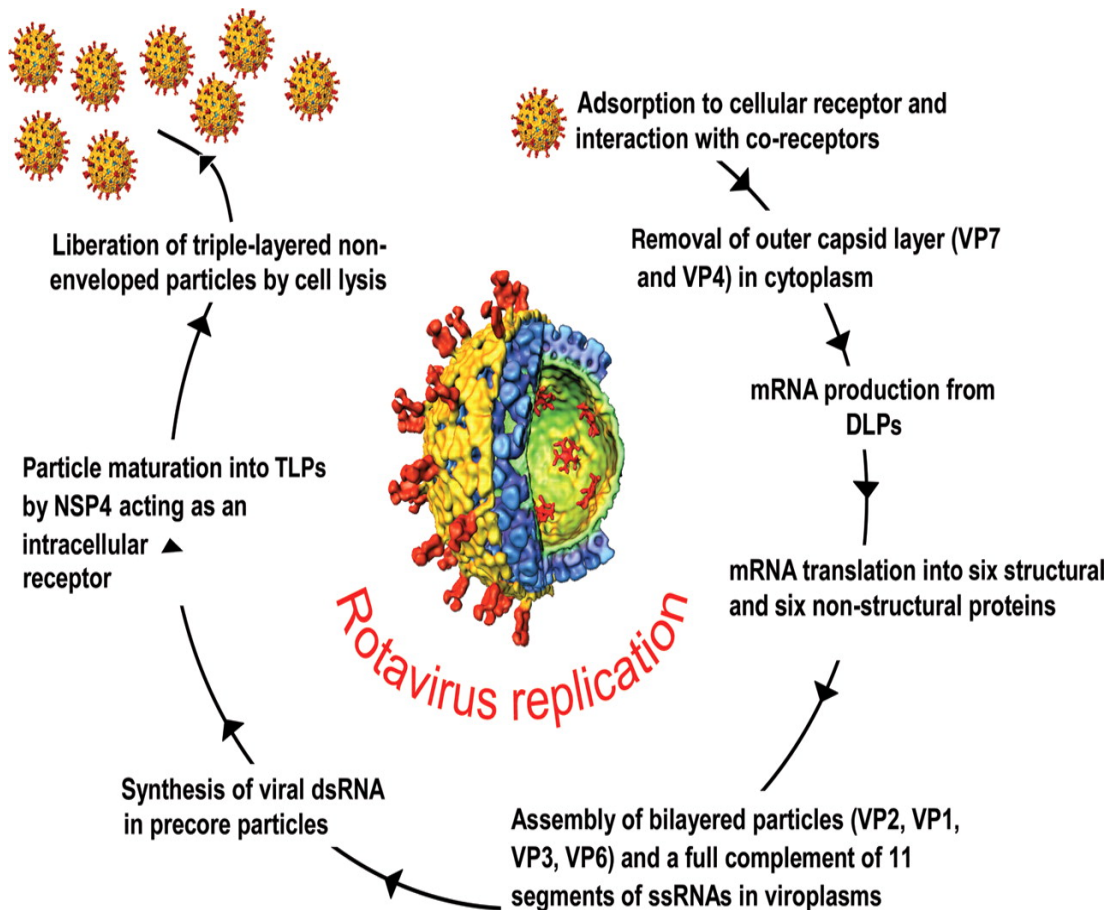 Adsorption to cellular receptor and
interaction with co-receptors
Removal of outer capsid layer (VP7
and VP4) in cytoplasm
mRNA production from
DLPs
mRNA translation into six structural
and six non-structural proteins
Assembly of bilayered particles (VP2, VP1,
VP3, VP6) and a full complement of 11
segments of ssRNAs in viroplasms
Synthesis of viral dsRNA
in precore particles
Particle maturation into TLPs
by NSP4 acting as an
intracellular
receptor
Liberation of triple-layered non-
enveloped particles by cell lysis
Rotavirus replication